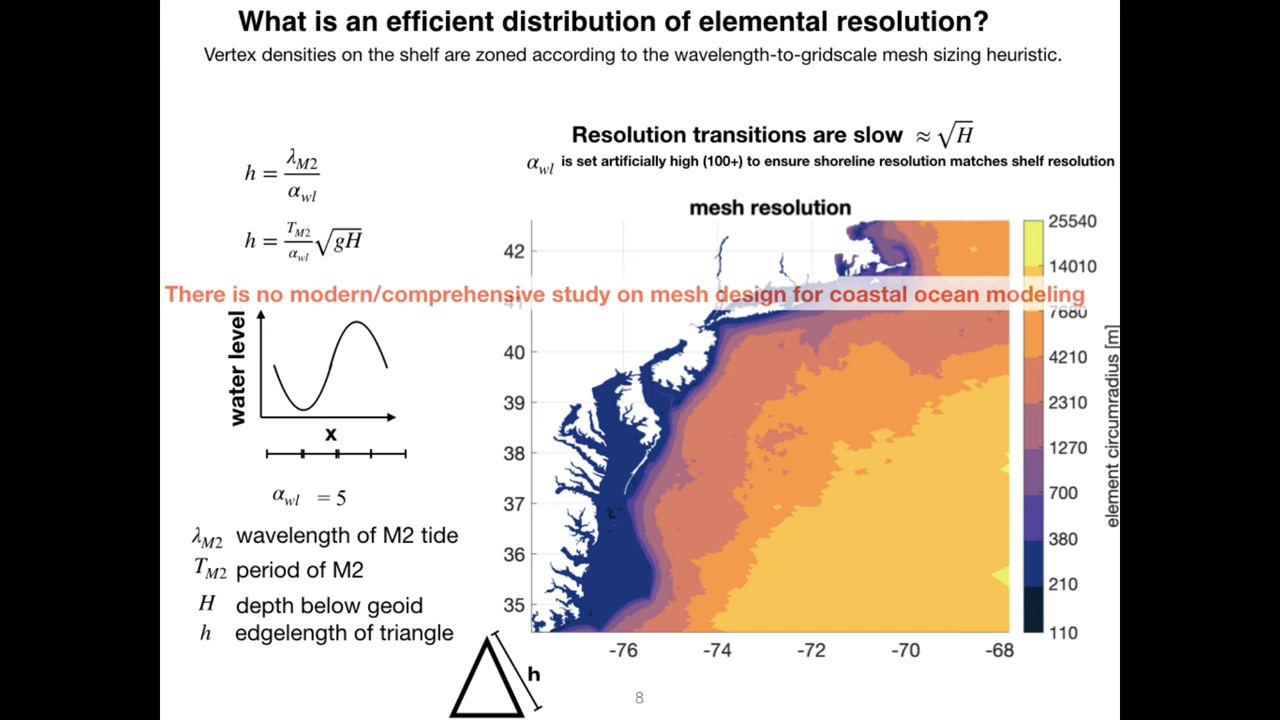 What is an efficient distribution of elemental resolution?
Vertex densities on the shelf are zoned according to the wavelength-to-gridscale mesh sizing heuristic.
Resolution transitions are slow ≈ √H
α_wl is set artificially high (100+) to ensure shoreline resolution matches shelf resolution
h = λ_M2 / α_wl
h = T_M2 / α_wl √gH
mesh resolution
There is no modern/comprehensive study on mesh design for coastal ocean modeling
42
41
40
39
38
37
36
35
-76
-74
-72
-70
-68
25540
14010
7680
4210
2310
1270
700
380
210
110
element circumradius [m]
water level
x
α_wl = 5
λ_M2 wavelength of M2 tide
T_M2 period of M2
H depth below geoid
h edgelength of triangle
h
8